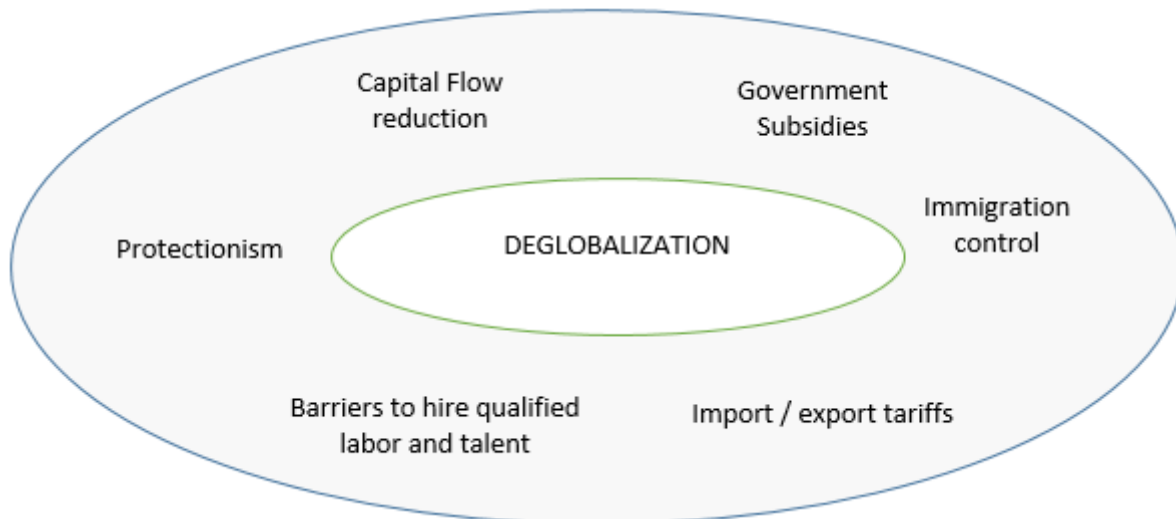 Capital Flow
reduction
Government
Subsidies
Immigration
control
Protectionism
DEGLOBALIZATION
Barriers to hire qualified
labor and talent
Import / export tariffs